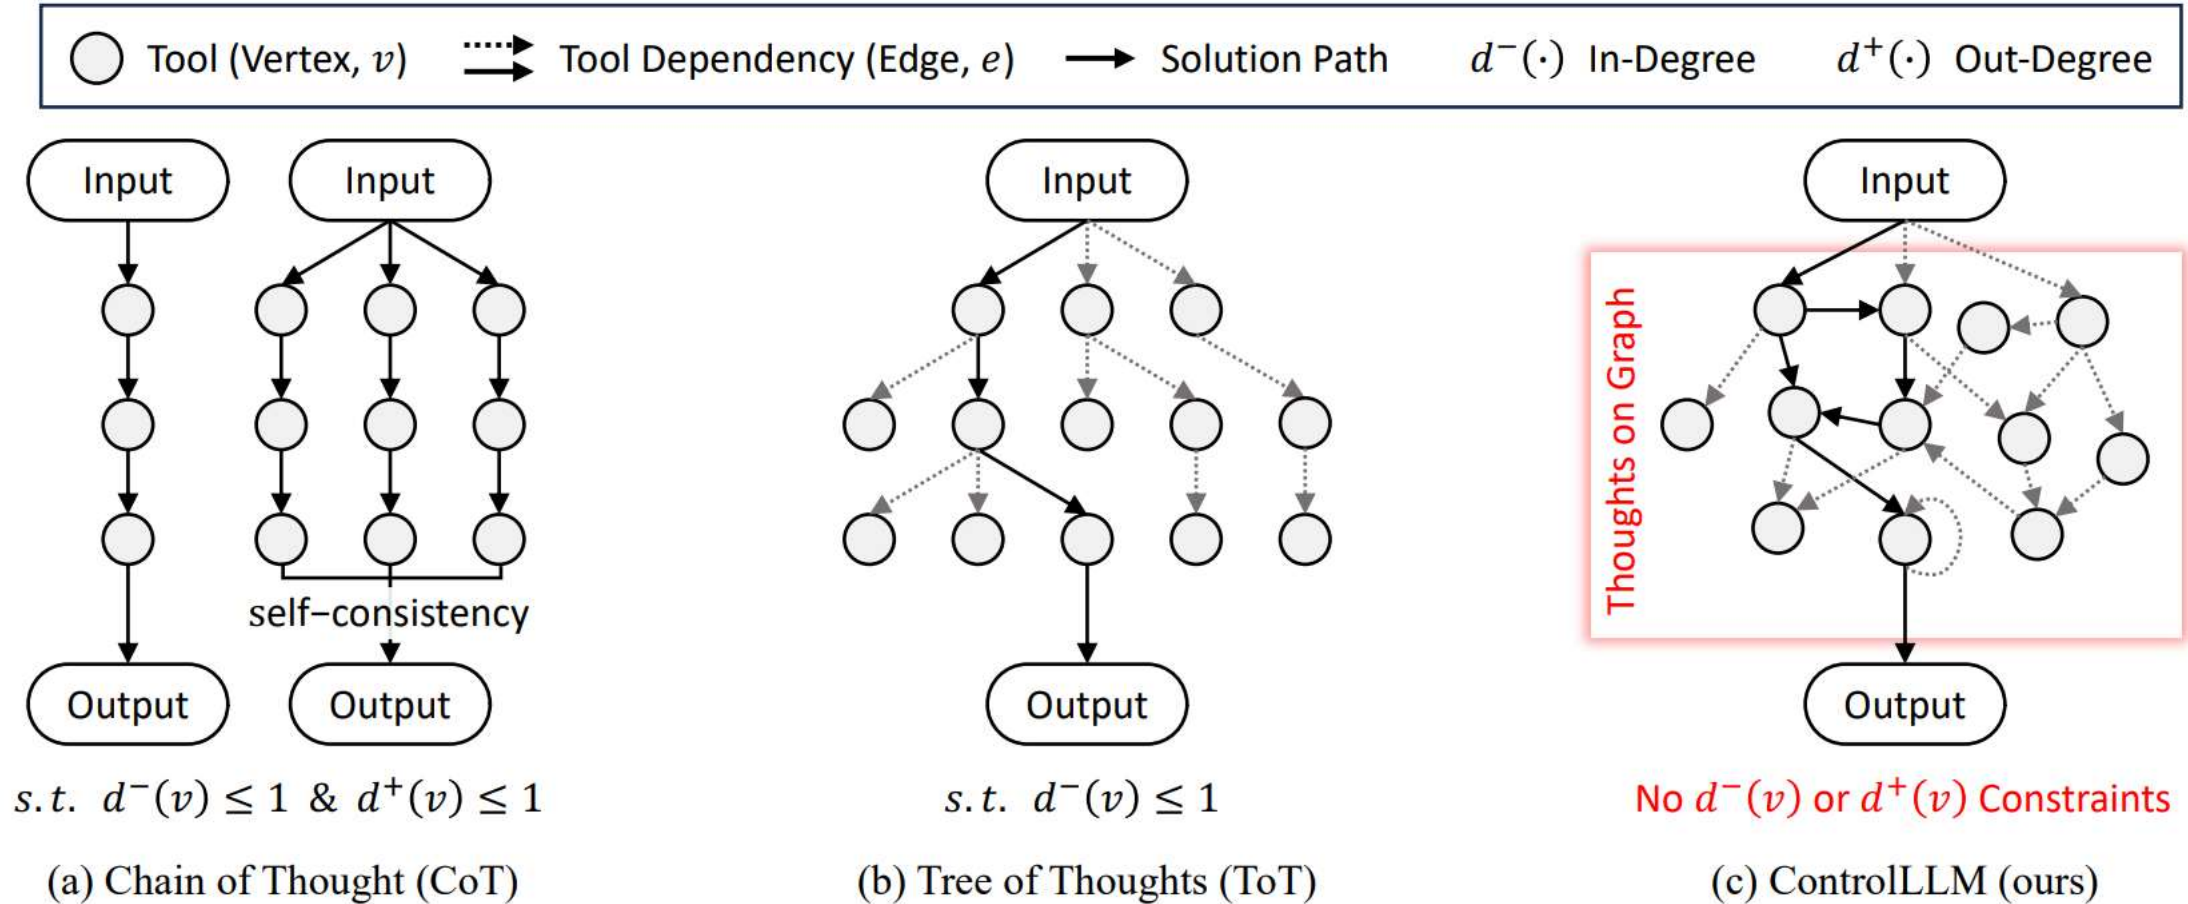 Tool (Vertex, v)
Tool Dependency (Edge, e)
Solution Path
d⁻(·) In-Degree
d⁺(·) Out-Degree
Input
Input
self-consistency
Output
Output
s.t. d⁻(v) ≤ 1 & d⁺(v) ≤ 1
(a) Chain of Thought (CoT)
Input
Output
s.t. d⁻(v) ≤ 1
(b) Tree of Thoughts (ToT)
Input
Thoughts on Graph
Output
No d⁻(v) or d⁺(v) Constraints
(c) ControlLLM (ours)